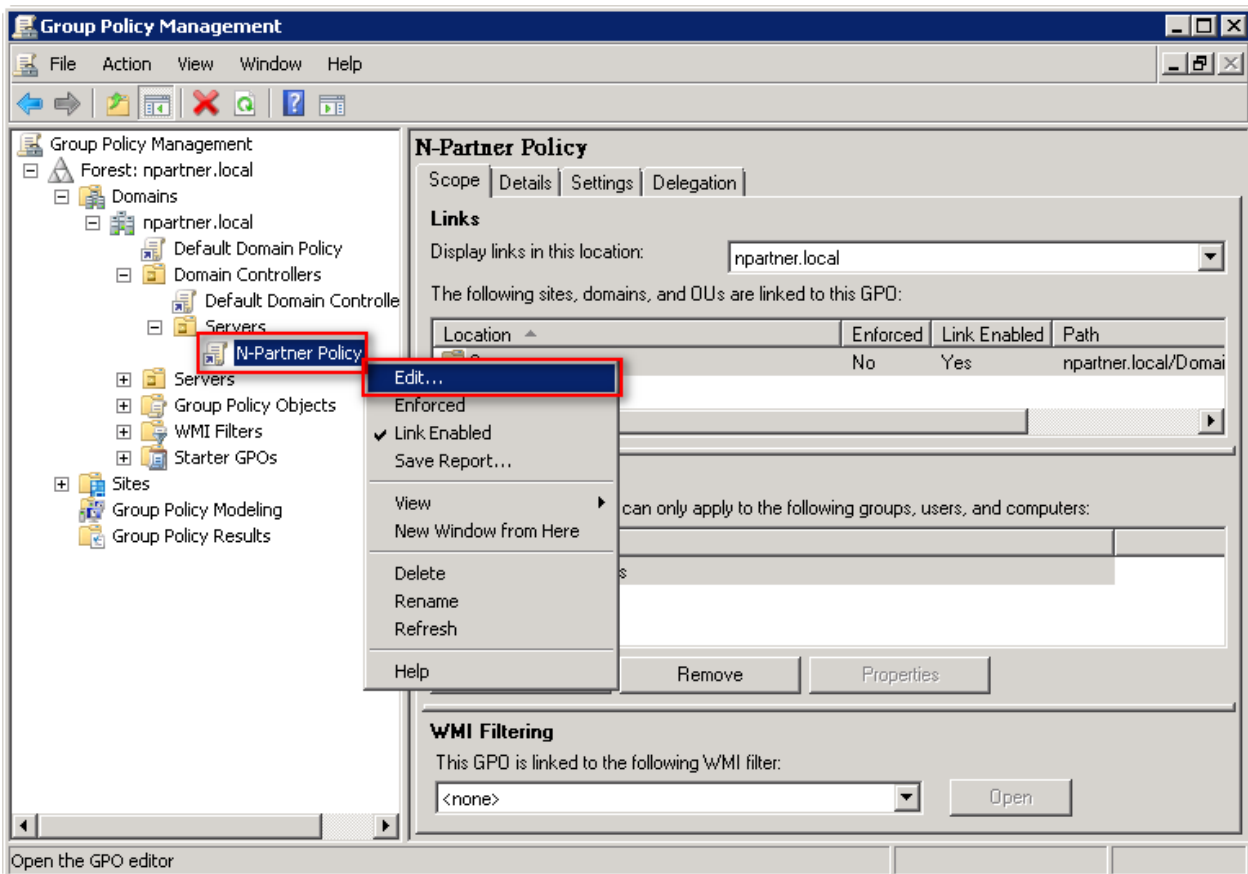 Group Policy Management
File Action View Window Help
Group Policy Management
Forest: npartner.local
Domains
npartner.local
Default Domain Policy
Domain Controllers
Default Domain Controlle
Servers
N-Partner Policy
Servers
Group Policy Objects
WMI Filters
Starter GPOs
Sites
Group Policy Modeling
Group Policy Results
Edit...
Enforced
Link Enabled
Save Report...
View
New Window from Here
Delete
Rename
Refresh
Help
N-Partner Policy
Scope Details Settings Delegation
Links
Display links in this location: npartner.local
The following sites, domains, and OUs are linked to this GPO:
Location Enforced Link Enabled Path
No Yes npartner.local/Domai
can only apply to the following groups, users, and computers:
s
Remove Properties
WMI Filtering
This GPO is linked to the following WMI filter:
<none> Open
Open the GPO editor